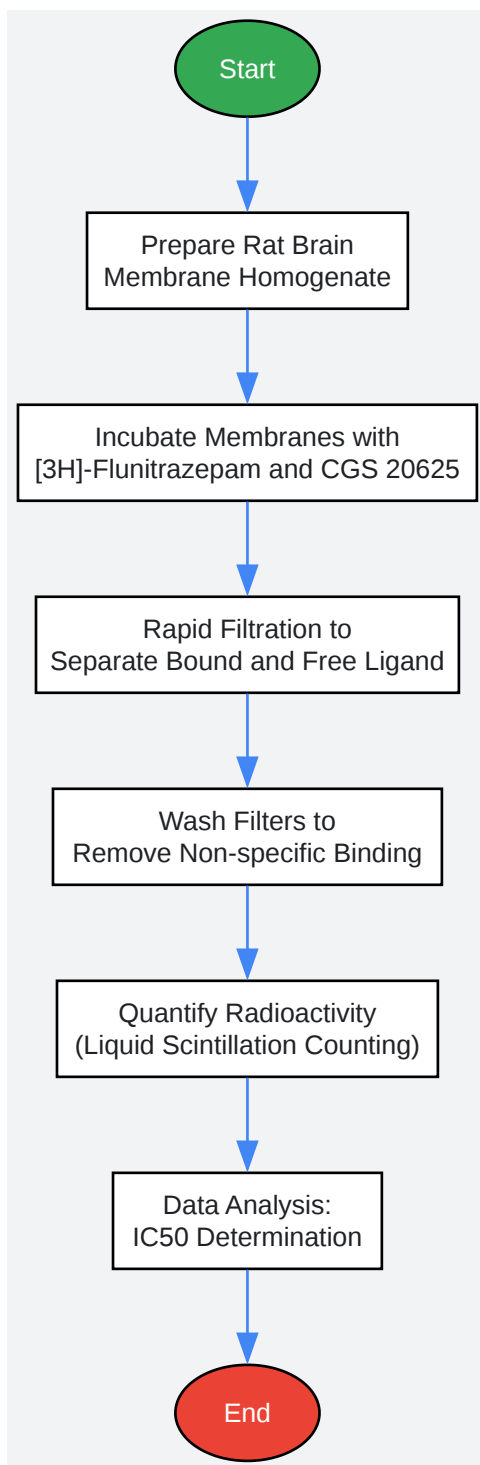 Start
Prepare Rat Brain
Membrane Homogenate
Incubate Membranes with
[3H]-Flunitrazepam and CGS 20625
Rapid Filtration to
Separate Bound and Free Ligand
Wash Filters to
Remove Non-specific Binding
Quantify Radioactivity
(Liquid Scintillation Counting)
Data Analysis:
IC50 Determination
End